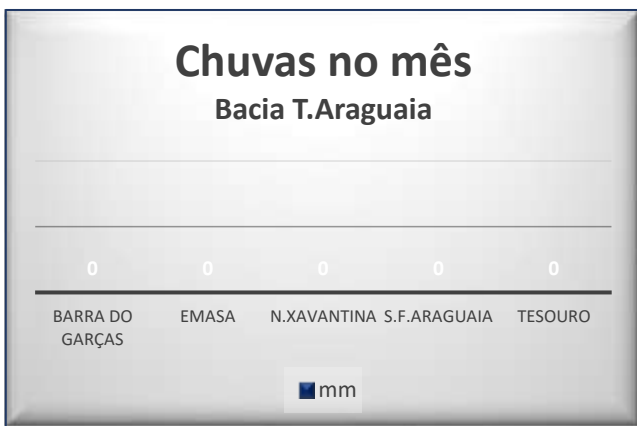 Chuvas no mês
Bacia T.Araguaia
0 0 0 0 0
BARRA DO GARÇAS EMASA N.XAVANTINA S.F.ARAGUAIA TESOURO
mm